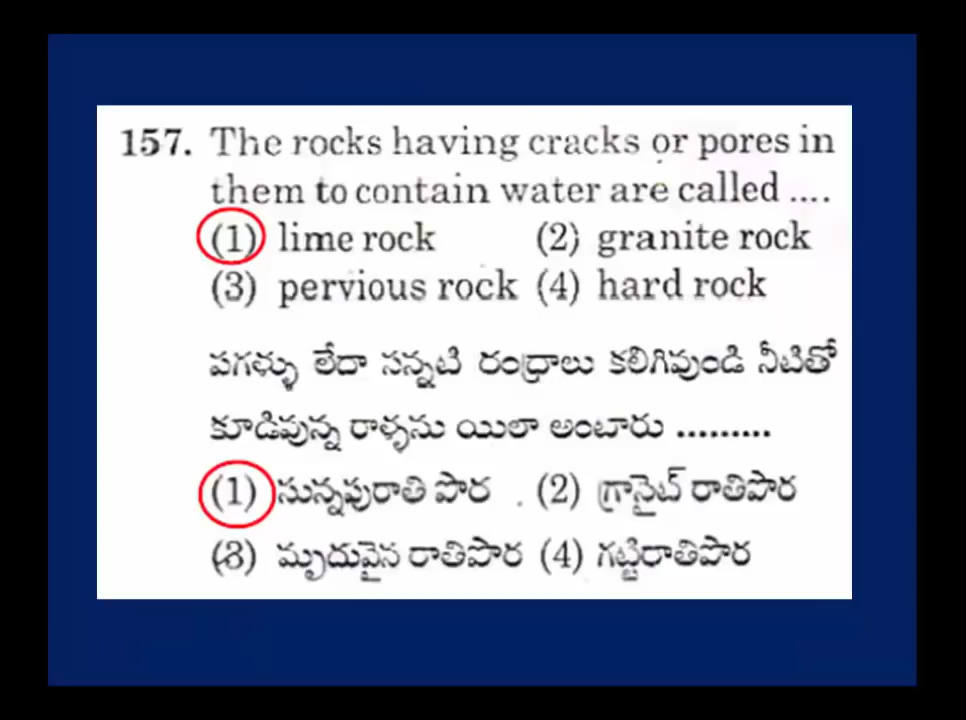 157. The rocks having cracks or pores in
them to contain water are called ....
(1) lime rock (2) granite rock
(3) pervious rock (4) hard rock
పగళ్ళు లేదా సన్నటి రంధ్రాలు కలిగివుండి నీటితో
కూడివున్న రాళ్ళను యిలా అంటారు .........
(1) సున్నపురాతి పొర (2) గ్రానైట్ రాతిపొర
(3) మృదువైన రాతిపొర (4) గట్టిరాతిపొర